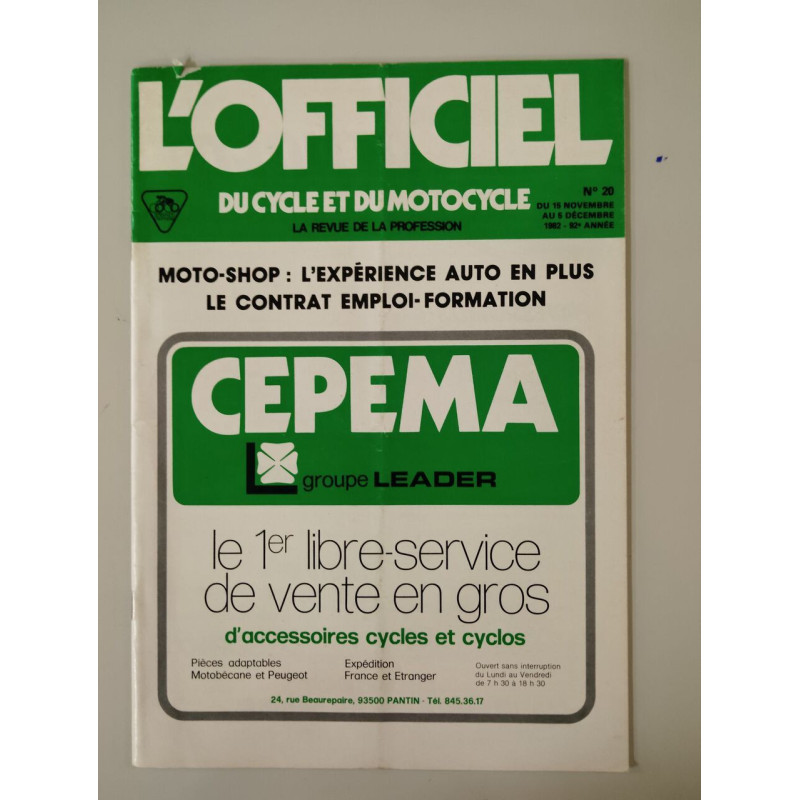 L'OFFICIEL
DU CYCLE ET DU MOTOCYCLE
LA REVUE DE LA PROFESSION
N° 20
DU 15 NOVEMBRE
AU 6 DÉCEMBRE
1982 - 92e ANNÉE
MOTO-SHOP : L'EXPÉRIENCE AUTO EN PLUS
LE CONTRAT EMPLOI-FORMATION
CEPEMA
groupe LEADER
le 1er libre-service
de vente en gros
d'accessoires cycles et cyclos
Pièces adaptables
Motobécane et Peugeot
Expédition
France et Etranger
Ouvert sans interruption
du Lundi au Vendredi
de 7 h 30 à 18 h 30
24, rue Beaurepaire, 93500 PANTIN - Tél. 845.36.17